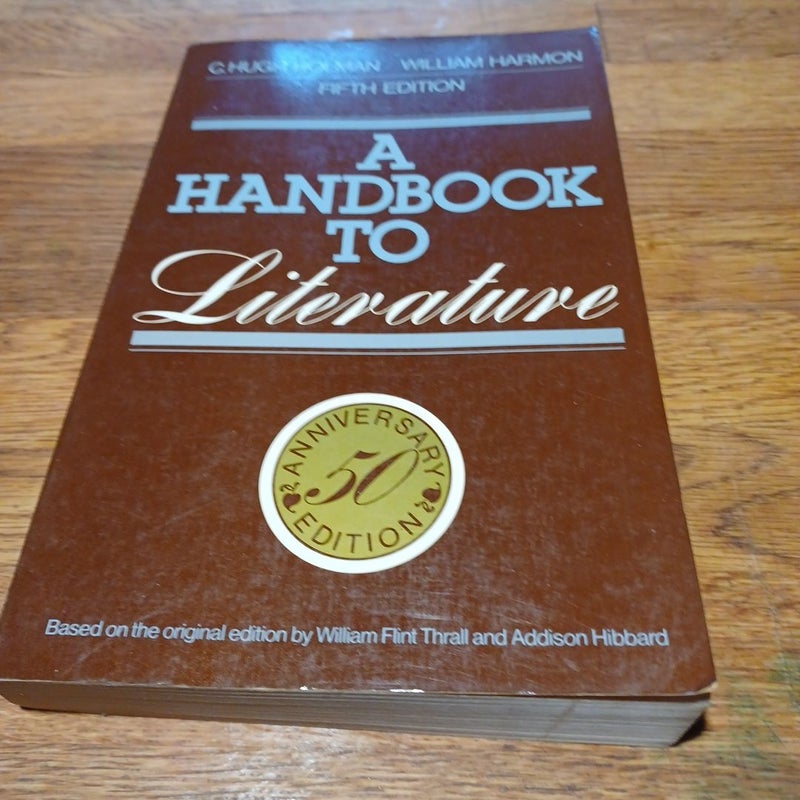 C. HUGH HOLMAN WILLIAM HARMON
FIFTH EDITION
A
HANDBOOK
TO
Literature
ANNIVERSARY
50
EDITION
Based on the original edition by William Flint Thrall and Addison Hibbard